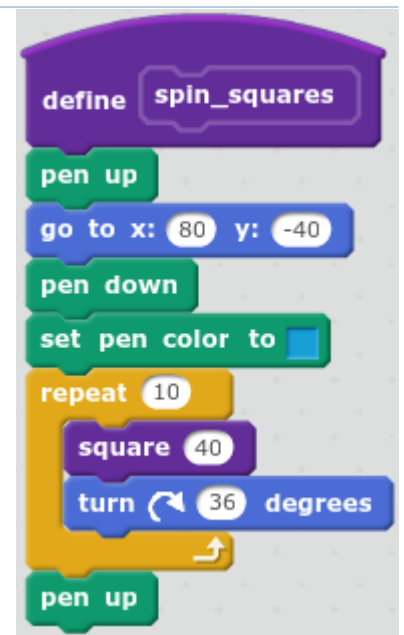 define spin_squares
pen up
go to x: 80 y: -40
pen down
set pen color to
repeat 10
square 40
turn 36 degrees
pen up